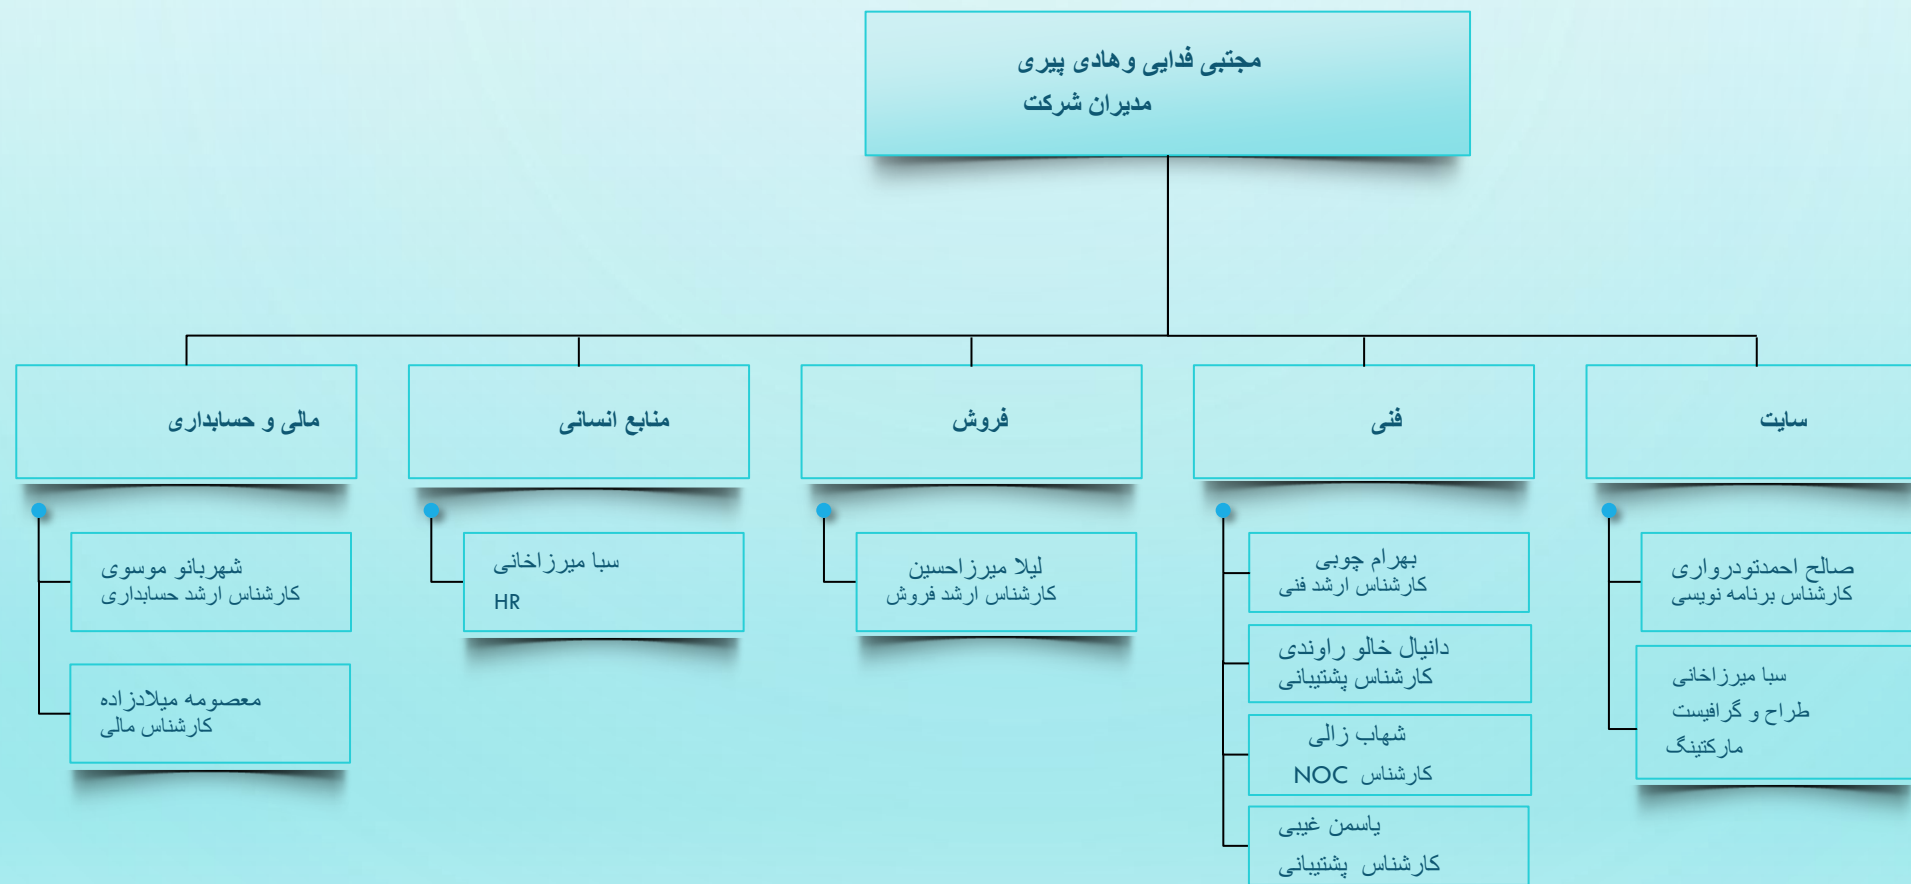 مجتبی فدایی و هادی پیری
مدیران شرکت
سایت
فنی
فروش
منابع انسانی
مالی و حسابداری
صالح احمدتودرواری
کارشناس برنامه نویسی
سبا میرزاخانی
طراح و گرافیست
مارکتینگ
بهرام چوبی
کارشناس ارشد فنی
دانیال خالو راوندی
کارشناس پشتیبانی
شهاب زالی
کارشناس NOC
یاسمن غیبی
کارشناس پشتیبانی
لیلا میرزاحسین
کارشناس ارشد فروش
سبا میرزاخانی
HR
شهربانو موسوی
کارشناس ارشد حسابداری
معصومه میلادزاده
کارشناس مالی